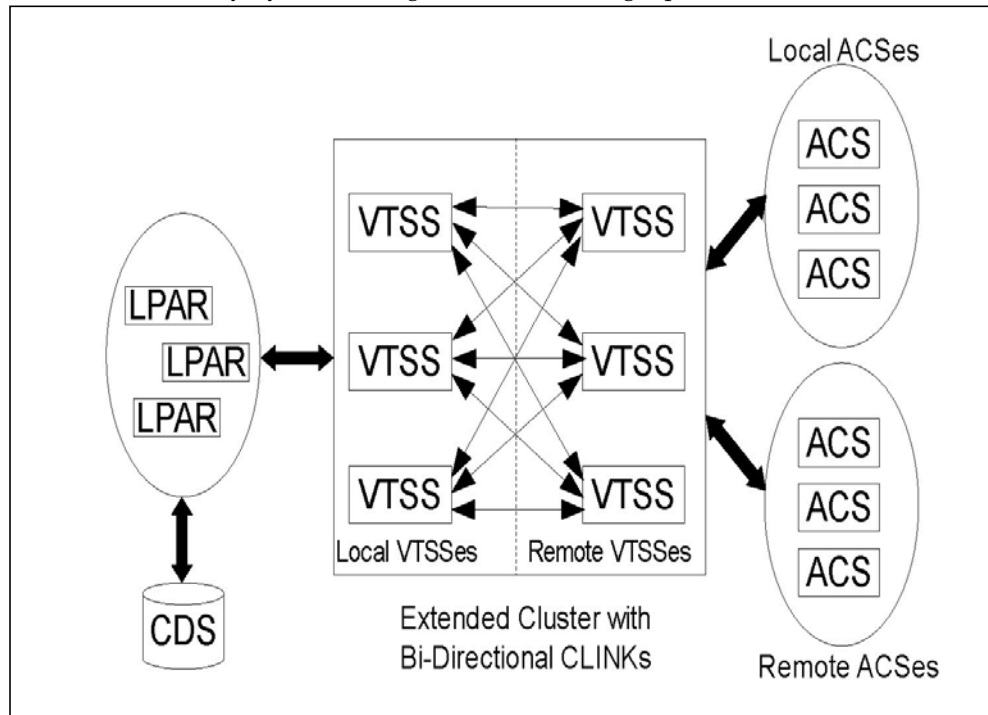 Local ACSes
ACS
ACS
ACS
LPAR
LPAR
LPAR
CDS
VTSS
VTSS
VTSS
VTSS
VTSS
VTSS
Local VTSSes
Remote VTSSes
Extended Cluster with
Bi-Directional CLINKs
ACS
ACS
ACS
Remote ACSes